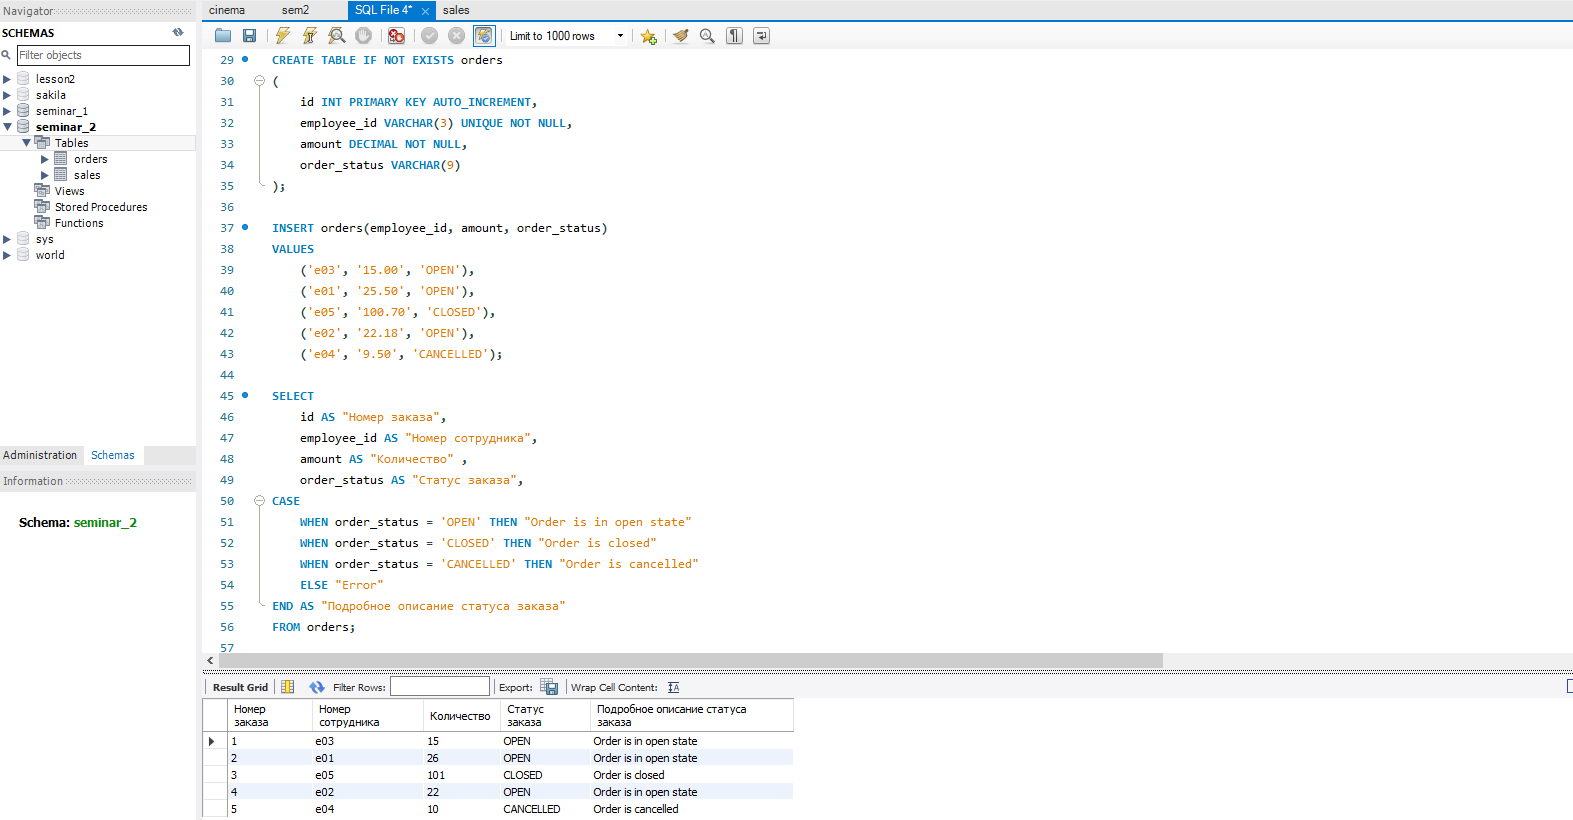 Navigator
SCHEMAS
Filter objects
lesson2
sakila
seminar_1
seminar_2
Tables
orders
sales
Views
Stored Procedures
Functions
sys
world
Administration Schemas
Information
Schema: seminar_2
cinema sem2 SQL File 4* sales
Limit to 1000 rows
29 CREATE TABLE IF NOT EXISTS orders
30 (
31 id INT PRIMARY KEY AUTO_INCREMENT,
32 employee_id VARCHAR(3) UNIQUE NOT NULL,
33 amount DECIMAL NOT NULL,
34 order_status VARCHAR(9)
35 );
36
37 INSERT orders(employee_id, amount, order_status)
38 VALUES
39 ('e03', '15.00', 'OPEN'),
40 ('e01', '25.50', 'OPEN'),
41 ('e05', '100.70', 'CLOSED'),
42 ('e02', '22.18', 'OPEN'),
43 ('e04', '9.50', 'CANCELLED');
44
45 SELECT
46 id AS "Номер заказа",
47 employee_id AS "Номер сотрудника",
48 amount AS "Количество" ,
49 order_status AS "Статус заказа",
50 CASE
51 WHEN order_status = 'OPEN' THEN "Order is in open state"
52 WHEN order_status = 'CLOSED' THEN "Order is closed"
53 WHEN order_status = 'CANCELLED' THEN "Order is cancelled"
54 ELSE "Error"
55 END AS "Подробное описание статуса заказа"
56 FROM orders;
57
Result Grid Filter Rows: Export: Wrap Cell Content:
Номер заказа Номер сотрудника Количество Статус заказа Подробное описание статуса заказа
1 e03 15 OPEN Order is in open state
2 e01 26 OPEN Order is in open state
3 e05 101 CLOSED Order is closed
4 e02 22 OPEN Order is in open state
5 e04 10 CANCELLED Order is cancelled